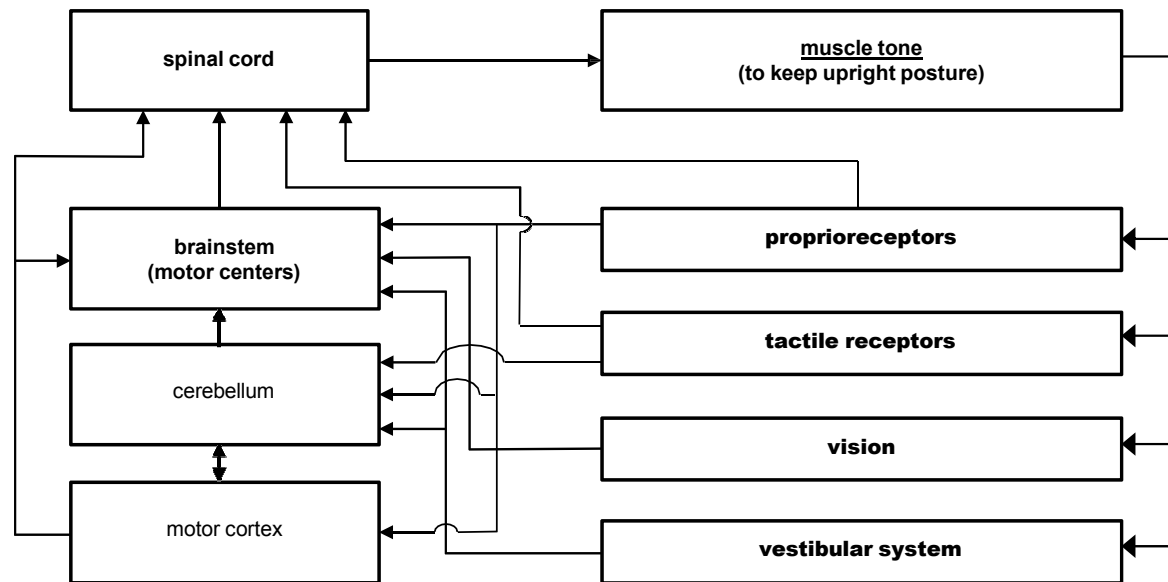 spinal cord
muscle tone
(to keep upright posture)
brainstem
(motor centers)
proprioreceptors
tactile receptors
cerebellum
vision
motor cortex
vestibular system